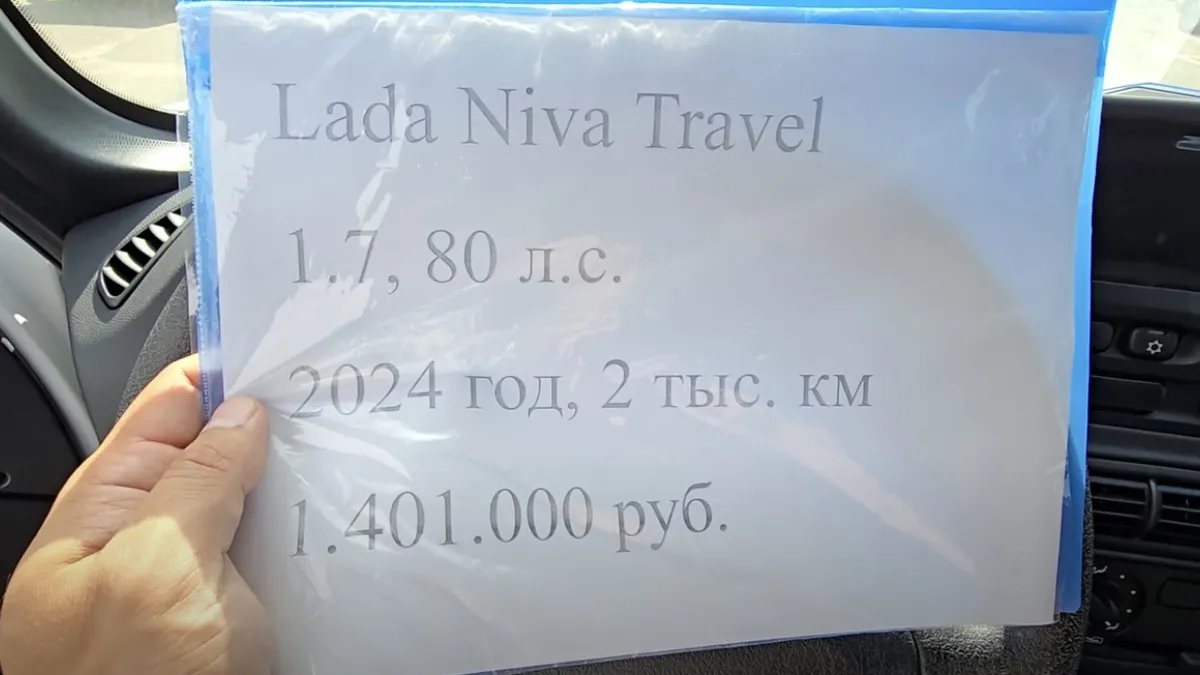 Lada Niva Travel
1.7, 80 л.с.
2024 год, 2 тыс. км
1.401.000 руб.